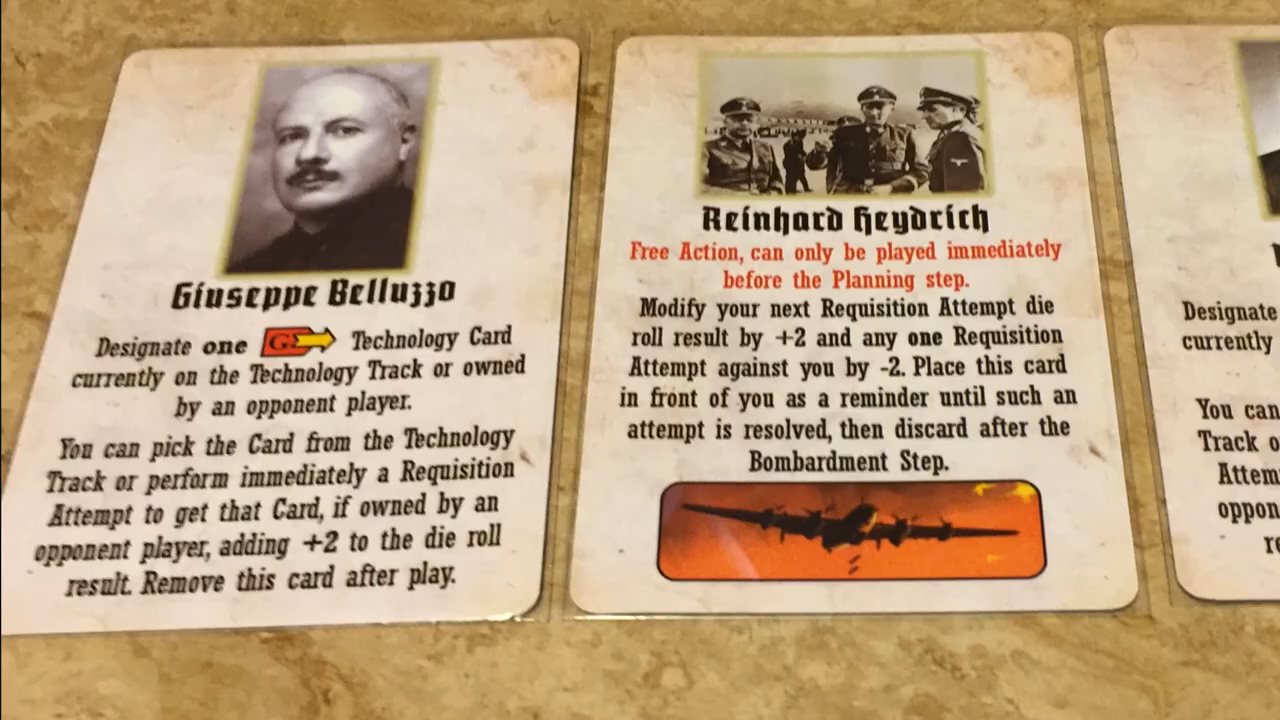 Giuseppe Belluzzo
Designate one Technology Card
currently on the Technology Track or owned
by an opponent player.
You can pick the Card from the Technology
Track or perform immediately a Requisition
Attempt to get that Card, if owned by an
opponent player, adding +2 to the die roll
result. Remove this card after play.
Reinhard Heydrich
Free Action, can only be played immediately
before the Planning step.
Modify your next Requisition Attempt die
roll result by +2 and any one Requisition
Attempt against you by -2. Place this card
in front of you as a reminder until such an
attempt is resolved, then discard after the
Bombardment Step.
Designate
currently
You can
Track o
Attem
oppon
re